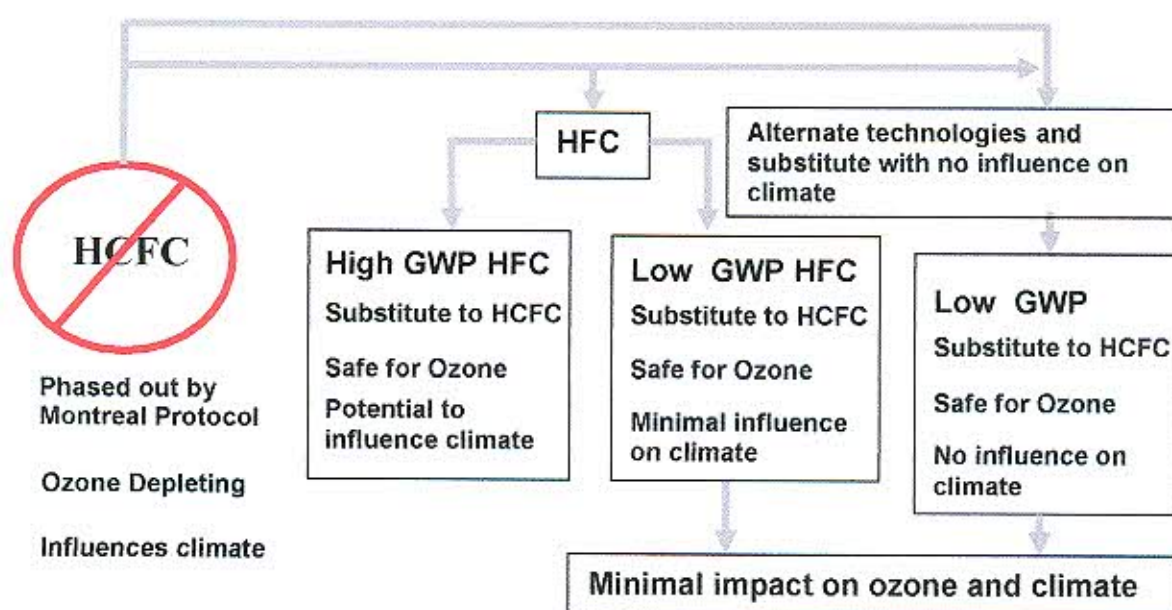 HCFC
Phased out by
Montreal Protocol
Ozone Depleting
Influences climate
HFC
High GWP HFC
Substitute to HCFC
Safe for Ozone
Potential to
influence climate
Low GWP HFC
Substitute to HCFC
Safe for Ozone
Minimal influence
on climate
Alternate technologies and
substitute with no influence on
climate
Low GWP
Substitute to HCFC
Safe for Ozone
No influence on
climate
Minimal impact on ozone and climate